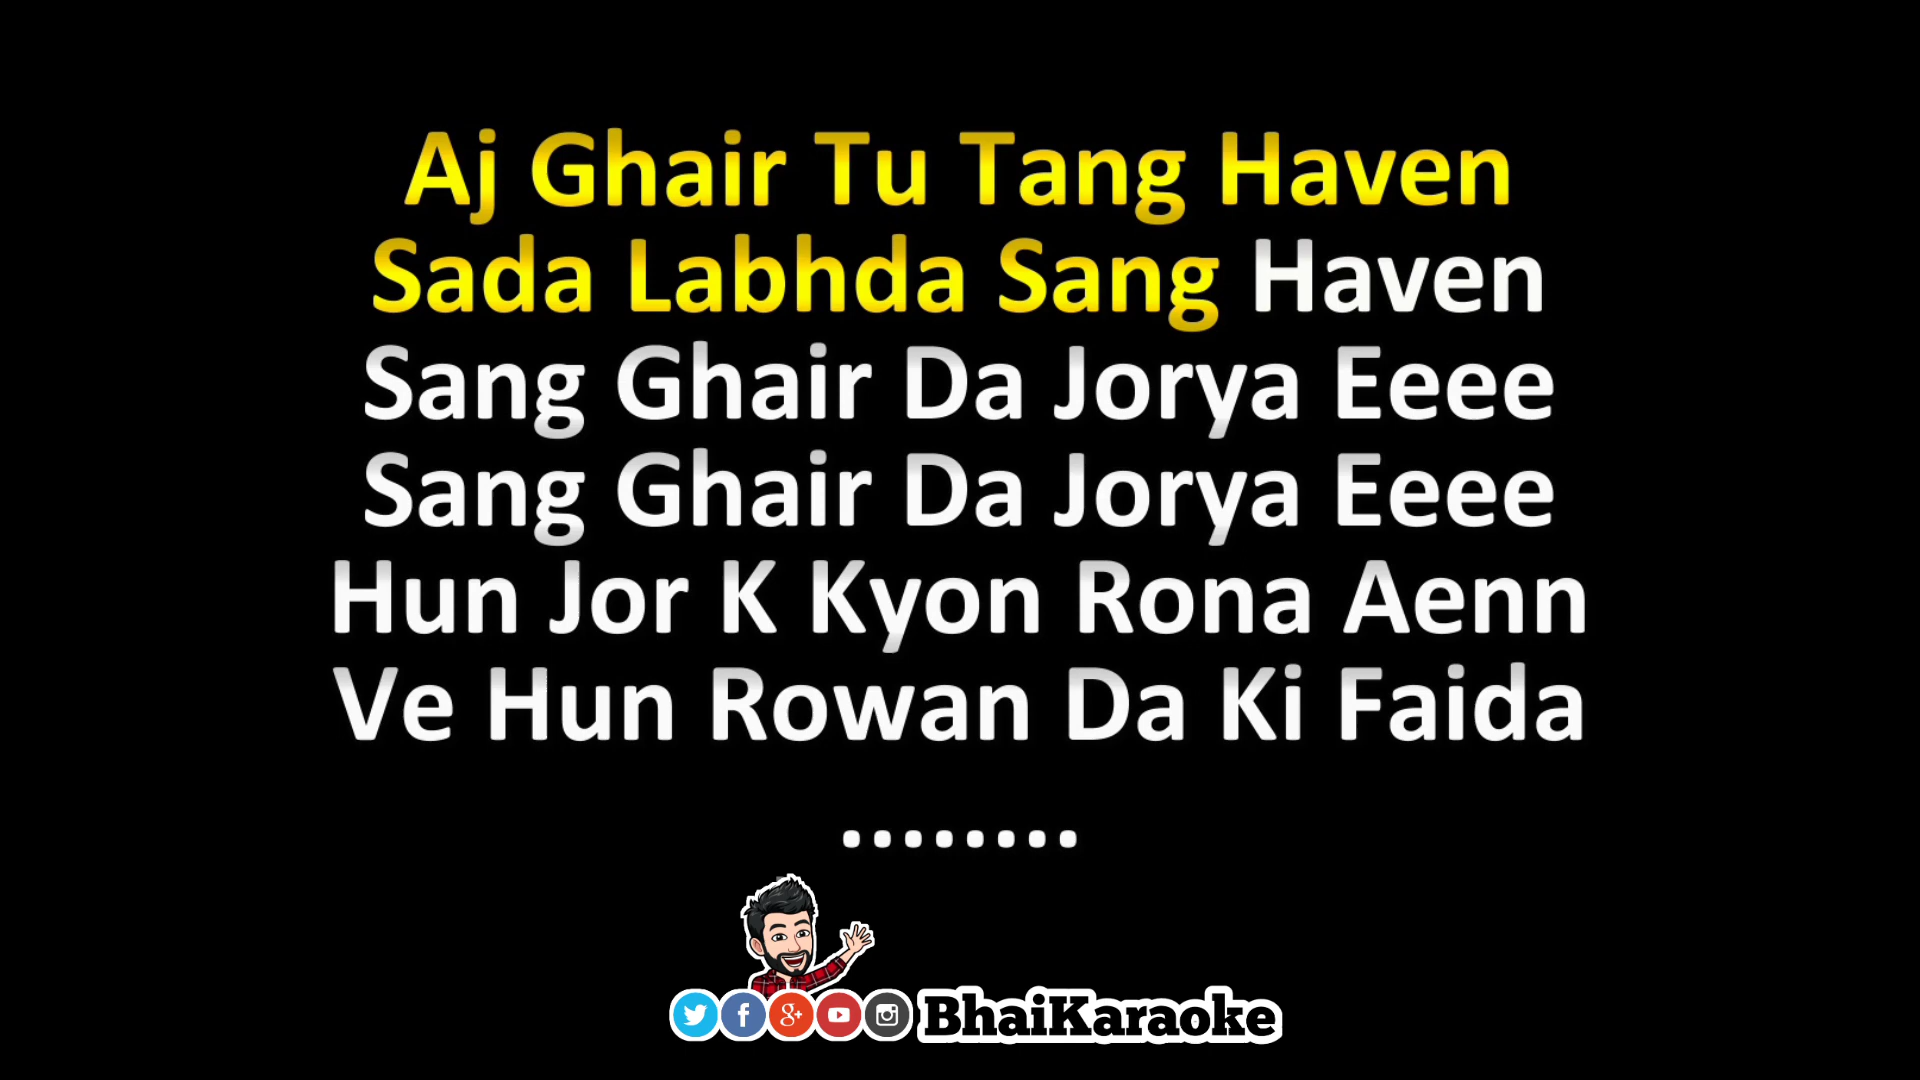 Aj Ghair Tu Tang Haven
Sada Labhda Sang Haven
Sang Ghair Da Jorya Eeee
Sang Ghair Da Jorya Eeee
Hun Jor K Kyon Rona Aenn
Ve Hun Rowan Da Ki Faida
........
BhaiKaraoke